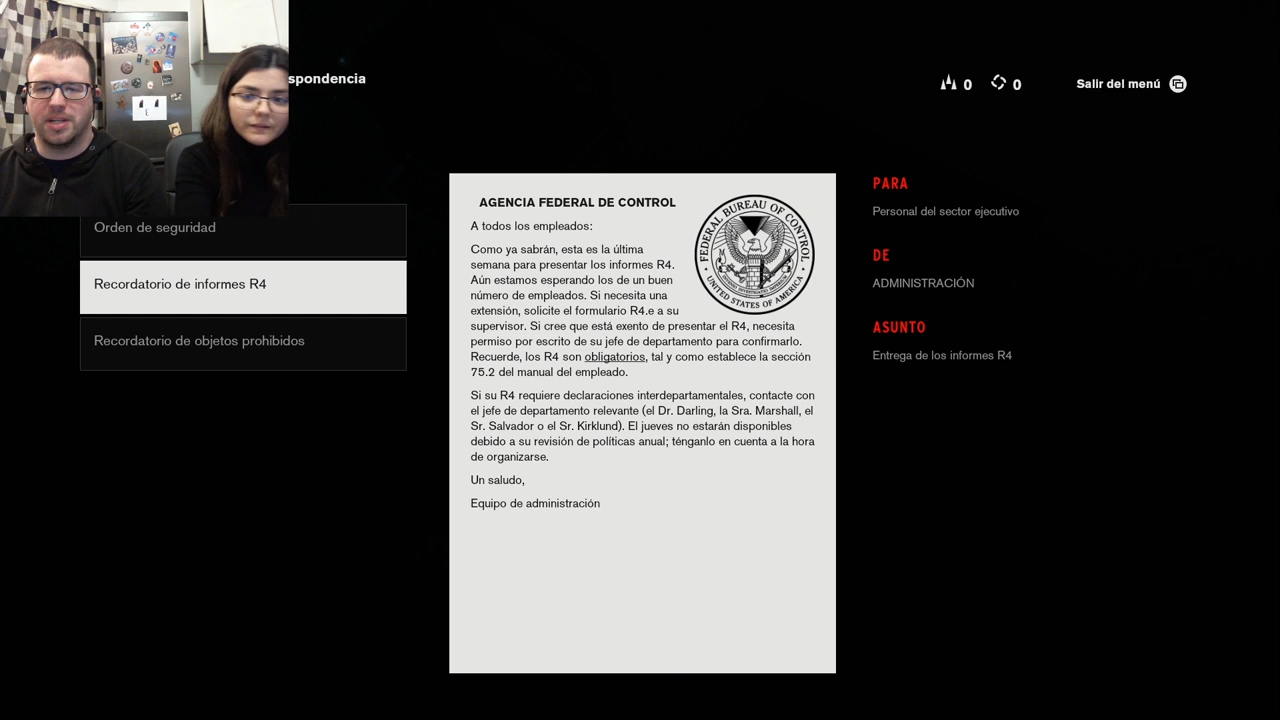 spondencia
0
0
Salir del menú
Orden de seguridad
Recordatorio de informes R4
Recordatorio de objetos prohibidos
AGENCIA FEDERAL DE CONTROL
A todos los empleados:
Como ya sabrán, esta es la última
semana para presentar los informes R4.
Aún estamos esperando los de un buen
número de empleados. Si necesita una
extensión, solicite el formulario R4.e a su
supervisor. Si cree que está exento de presentar el R4, necesita
permiso por escrito de su jefe de departamento para confirmarlo.
Recuerde, los R4 son obligatorios, tal y como establece la sección
75.2 del manual del empleado.
Si su R4 requiere declaraciones interdepartamentales, contacte con
el jefe de departamento relevante (el Dr. Darling, la Sra. Marshall, el
Sr. Salvador o el Sr. Kirklund). El jueves no estarán disponibles
debido a su revisión de políticas anual; ténganlo en cuenta a la hora
de organizarse.
Un saludo,
Equipo de administración
FEDERAL BUREAU OF CONTROL
UNITED STATES OF AMERICA
PARA
Personal del sector ejecutivo
DE
ADMINISTRACIÓN
ASUNTO
Entrega de los informes R4